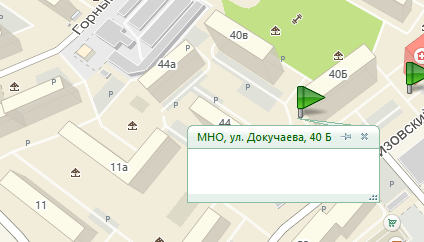 Горны
40в
44а
40Б
44
МНО, ул. Докучаева, 40 Б
изовский
11а
11
P
P
P
P
P
P
P
P